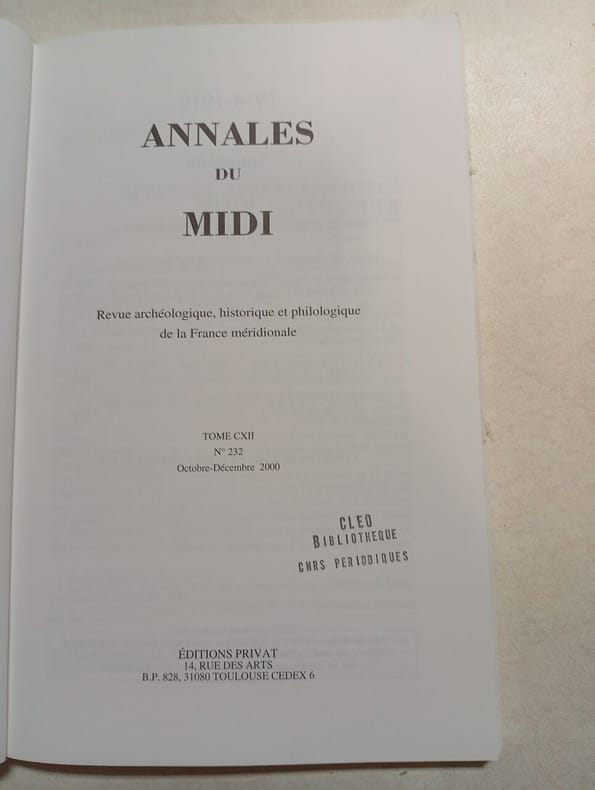 ANNALES
DU
MIDI
Revue archéologique, historique et philologique
de la France méridionale
TOME CXII
N° 232
Octobre-Décembre 2000
CLEO
BIBLIOTHEQUE
CNRS PERIODIQUES
ÉDITIONS PRIVAT
14, RUE DES ARTS
B.P. 828, 31080 TOULOUSE CEDEX 6